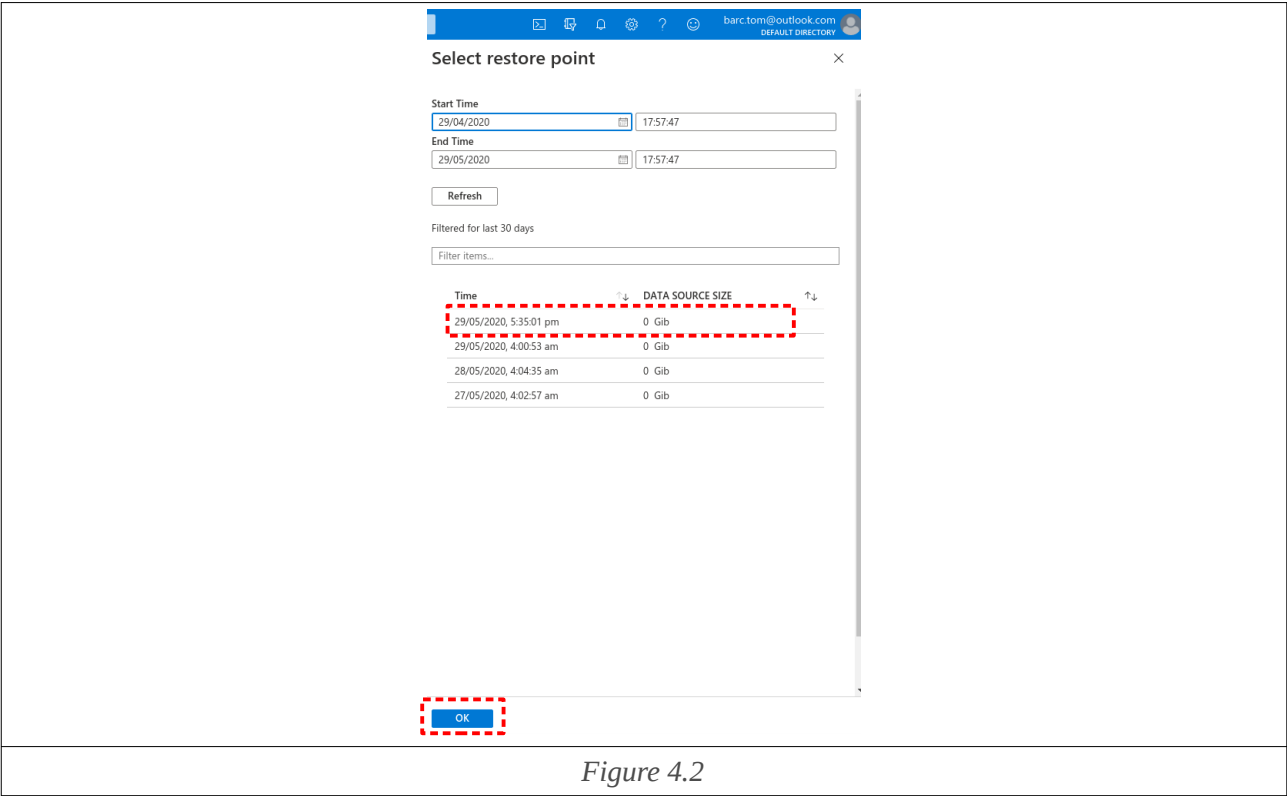 barc.tom@outlook.com
DEFAULT DIRECTORY
Select restore point
Start Time
29/04/2020 17:57:47
End Time
29/05/2020 17:57:47
Refresh
Filtered for last 30 days
Filter items...
Time DATA SOURCE SIZE
29/05/2020, 5:35:01 pm 0 Gib
29/05/2020, 4:00:53 am 0 Gib
28/05/2020, 4:04:35 am 0 Gib
27/05/2020, 4:02:57 am 0 Gib
OK
Figure 4.2